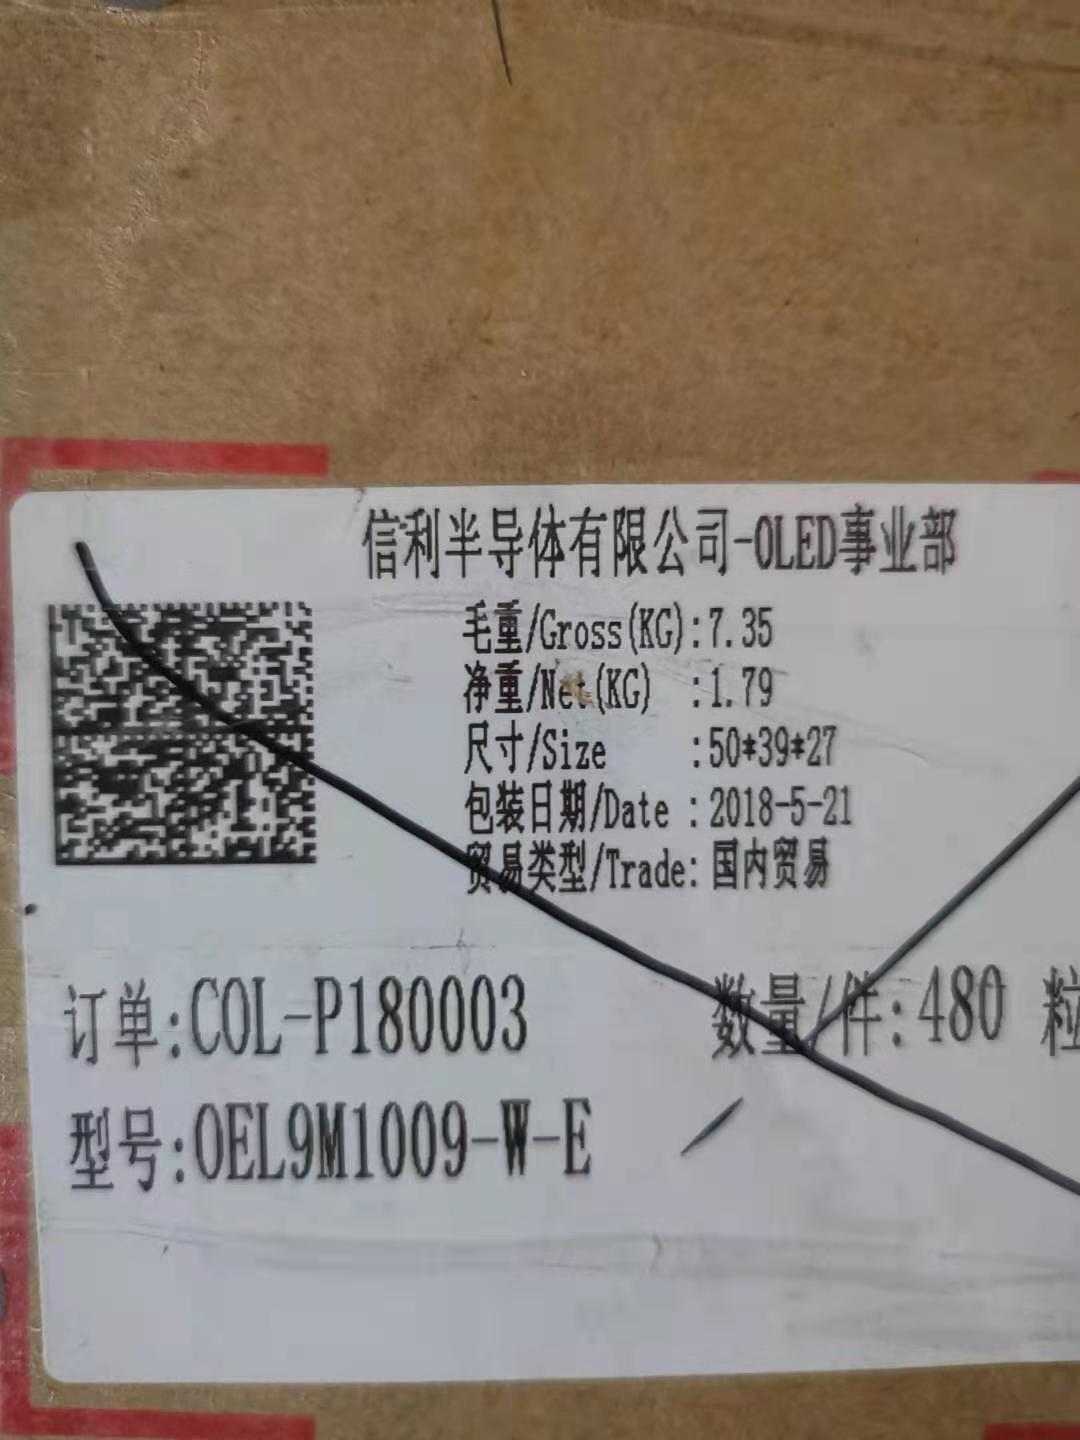 信利半导体有限公司-OLED事业部
毛重/Gross(KG):7.35
净重/Net(KG) :1.79
尺寸/Size :50*39*27
包装日期/Date :2018-5-21
贸易类型/Trade:国内贸易
订单:COL-P180003 数量/件:480 粒
型号:OEL9M1009-W-E